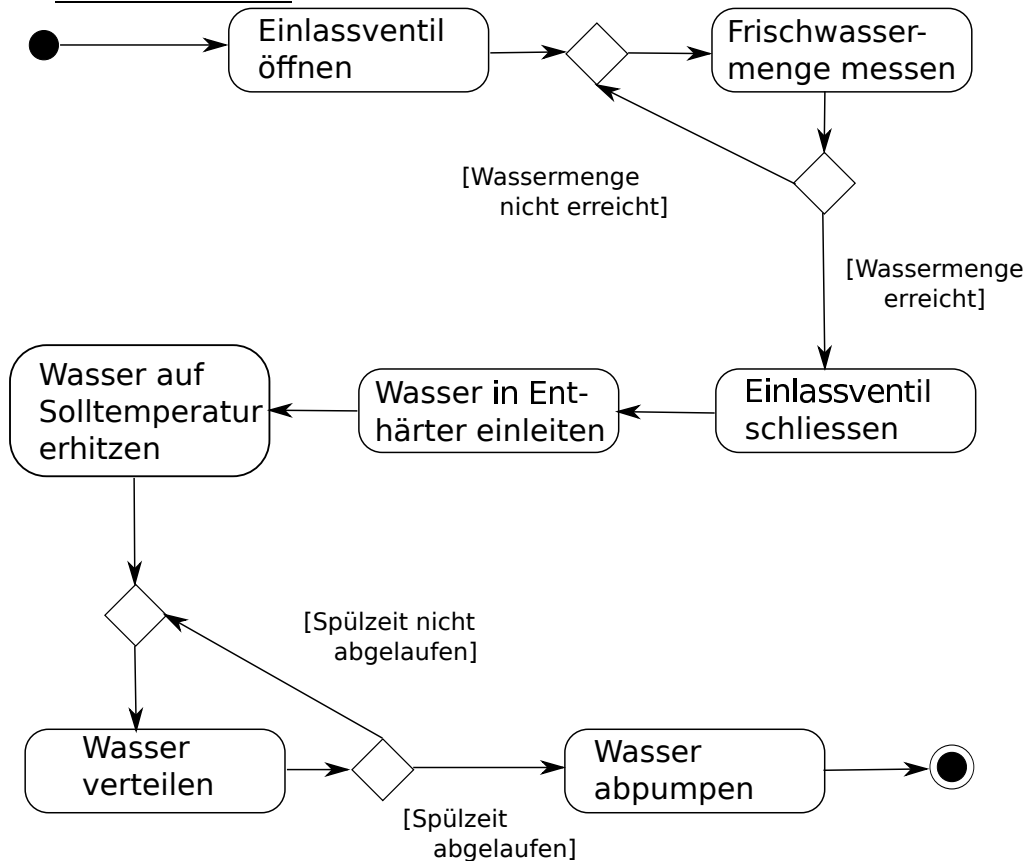 Einlassventil
öffnen
Frischwasser-
menge messen
[Wassermenge
nicht erreicht]
[Wassermenge
erreicht]
Wasser auf
Solltemperatur
erhitzen
Wasser in Ent-
härter einleiten
Einlassventil
schliessen
[Spülzeit nicht
abgelaufen]
Wasser
verteilen
Wasser
abpumpen
[Spülzeit
abgelaufen]